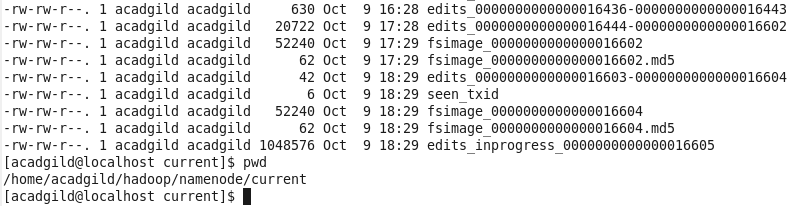 -rw-rw-r--. 1 acadgild acadgild     630 Oct  9 16:28 edits_0000000000000016436-0000000000000016443
-rw-rw-r--. 1 acadgild acadgild   20722 Oct  9 17:28 edits_0000000000000016444-0000000000000016602
-rw-rw-r--. 1 acadgild acadgild   52240 Oct  9 17:29 fsimage_0000000000000016602
-rw-rw-r--. 1 acadgild acadgild      62 Oct  9 17:29 fsimage_0000000000000016602.md5
-rw-rw-r--. 1 acadgild acadgild      42 Oct  9 18:29 edits_0000000000000016603-0000000000000016604
-rw-rw-r--. 1 acadgild acadgild       6 Oct  9 18:29 seen_txid
-rw-rw-r--. 1 acadgild acadgild   52240 Oct  9 18:29 fsimage_0000000000000016604
-rw-rw-r--. 1 acadgild acadgild      62 Oct  9 18:29 fsimage_0000000000000016604.md5
-rw-rw-r--. 1 acadgild acadgild 1048576 Oct  9 18:29 edits_inprogress_0000000000000016605
[acadgild@localhost current]$ pwd
/home/acadgild/hadoop/namenode/current
[acadgild@localhost current]$